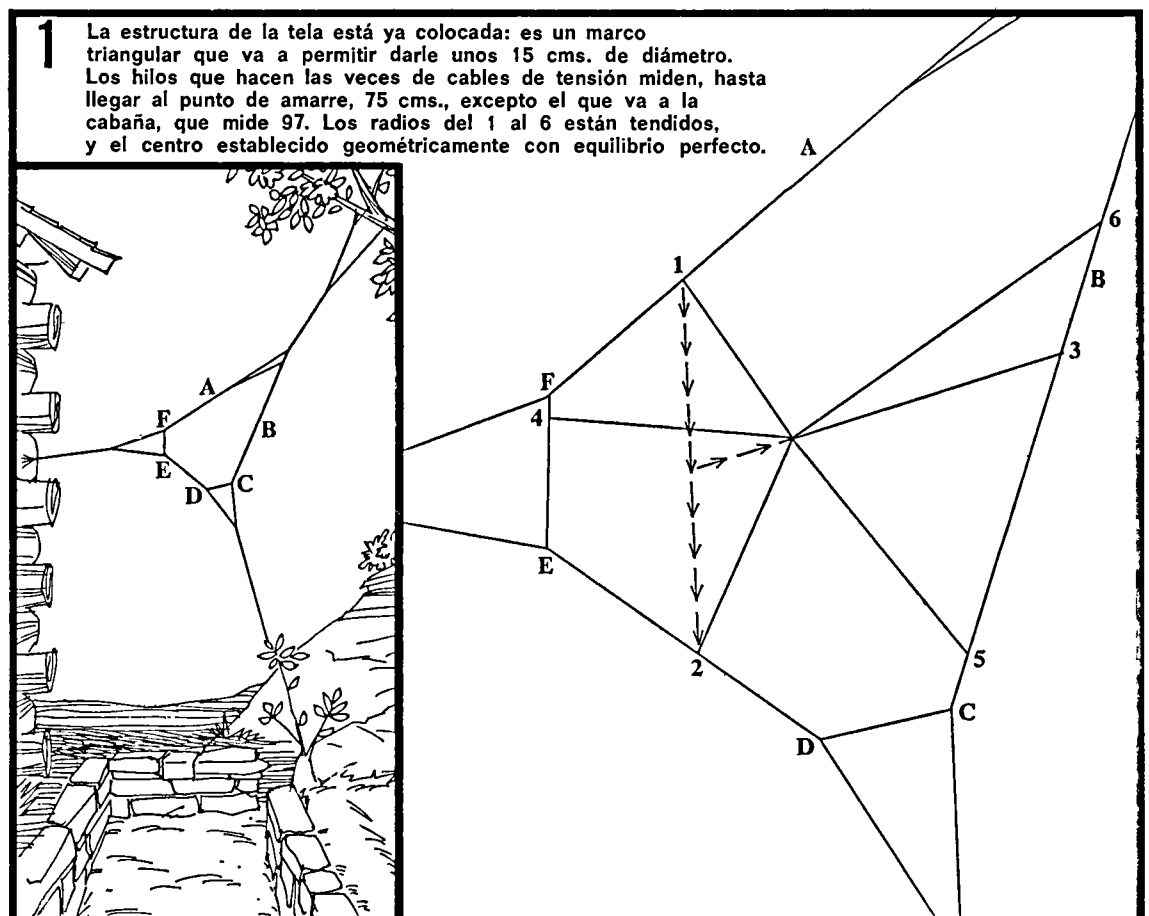 1
La estructura de la tela está ya colocada: es un marco
triangular que va a permitir darle unos 15 cms. de diámetro.
Los hilos que hacen las veces de cables de tensión miden, hasta
llegar al punto de amarre, 75 cms., excepto el que va a la
cabaña, que mide 97. Los radios del 1 al 6 están tendidos,
y el centro establecido geométricamente con equilibrio perfecto.
A
F
B
E
D
C
A
6
1
B
3
F
4
E
2
5
C
D